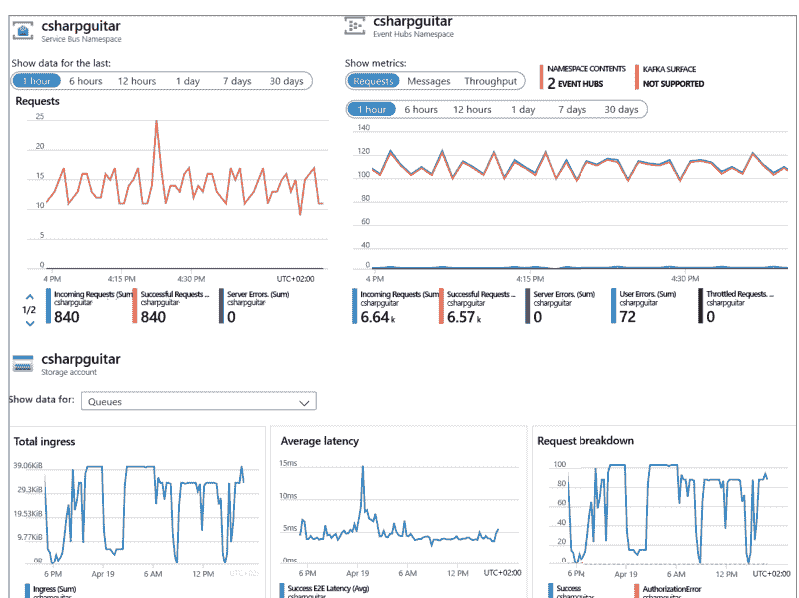 csharpguitar
Service Bus Namespace
Show data for the last:
1 hour 6 hours 12 hours 1 day 7 days 30 days
Requests
25
20
15
10
5
0
4 PM 4:15 PM 4:30 PM UTC+02:00
1/2
Incoming Requests (Sum)
csharpguitar
840
Successful Requests ...
csharpguitar
840
Server Errors. (Sum)
csharpguitar
0
csharpguitar
Event Hubs Namespace
Show metrics:
Requests Messages Throughput
NAMESPACE CONTENTS
2 EVENT HUBS
KAFKA SURFACE
NOT SUPPORTED
1 hour 6 hours 12 hours 1 day 7 days 30 days
140
120
100
80
60
40
0
4 PM 4:15 PM 4:30 PM
Incoming Requests (Sum
csharpguitar
6.64 k
Successful Requests ...
csharpguitar
6.57 k
Server Errors. (Sum)
csharpguitar
0
User Errors. (Sum)
csharpguitar
72
Throttled Requests. ...
csharpguitar
0
csharpguitar
Storage account
Show data for: Queues
Total ingress
39.06KiB
29.3KiB
19.53KiB
9.77KiB
0B
6 PM Apr 19 6 AM 12 PM UTC+02:
Ingress (Sum)
csharpguitar
Average latency
15ms
10ms
5ms
0ms
6 PM Apr 19 6 AM 12 PM UTC+02:00
Success E2E Latency (Avg)
csharpguitar
Request breakdown
100
80
60
40
20
0
6 PM Apr 19 6 AM 12 PM UTC+02:00
Success
csharpguitar
AuthorizationError
csharpguitar